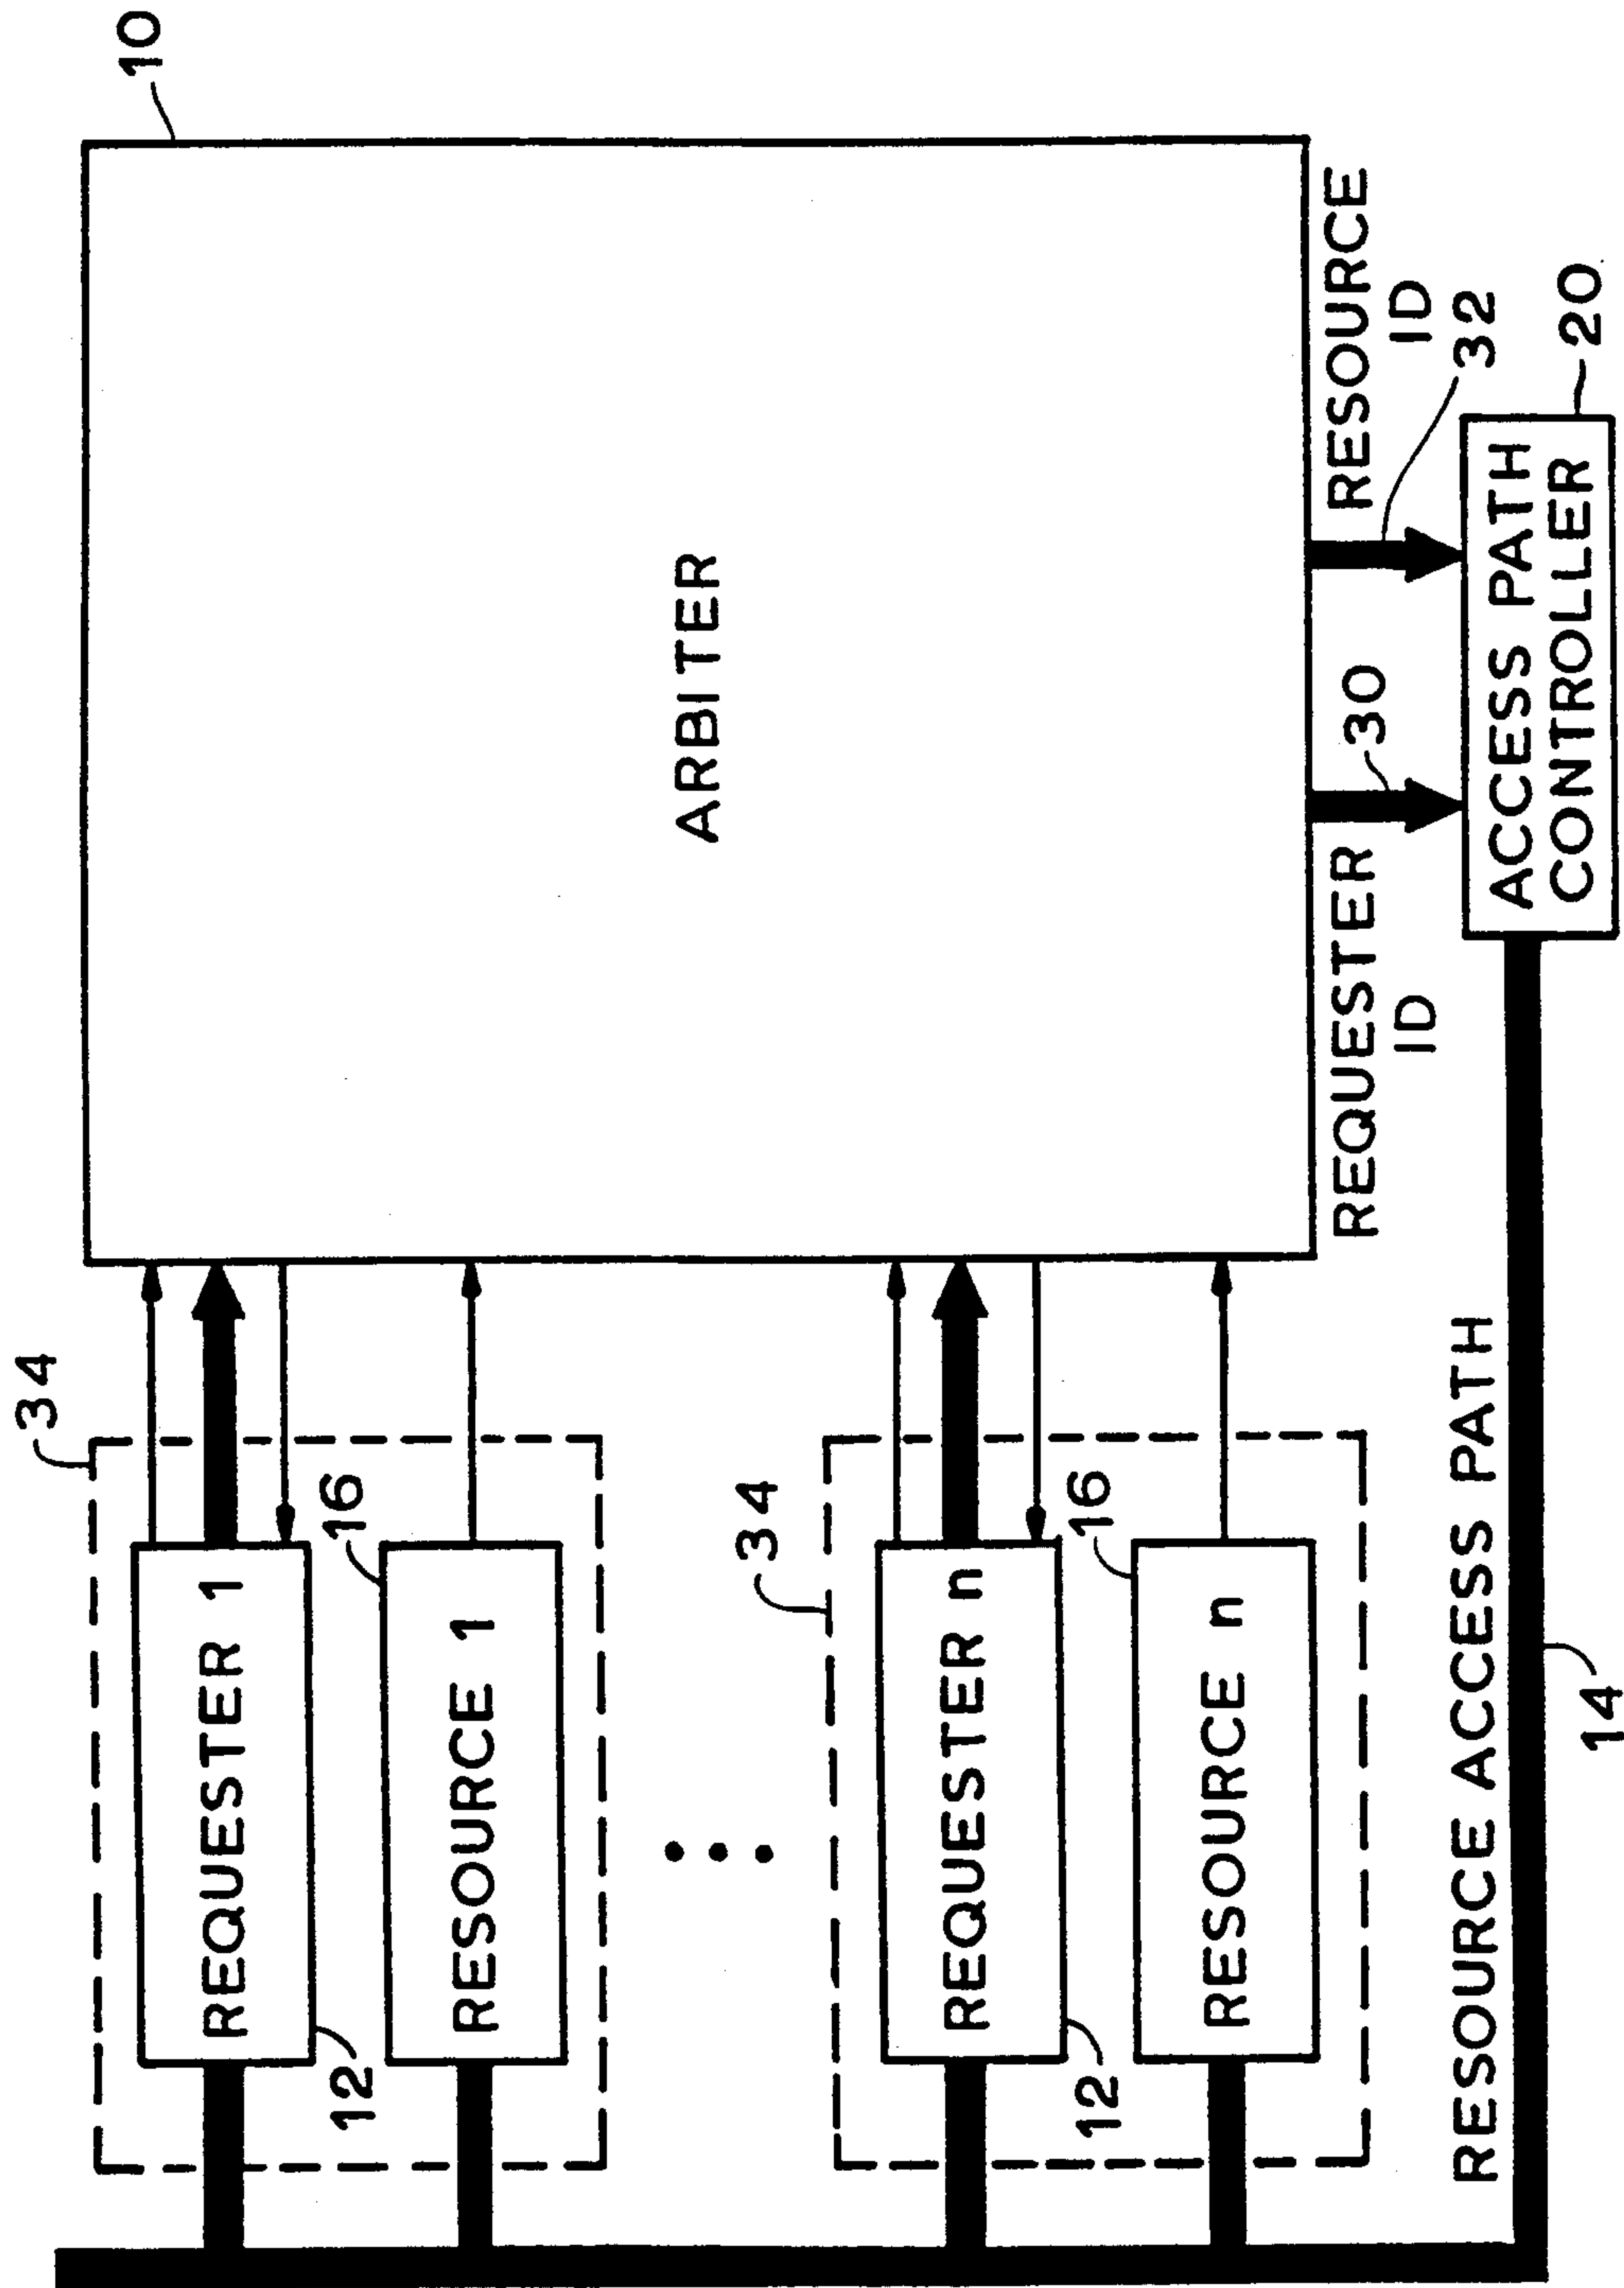 34
10
REQUESTER 1
12
16
RESOURCE 1
ARBITER
34
REQUESTER n
12
16
RESOURCE n
REQUESTER
ID
30
RESOURCE
ID
32
RESOURCE ACCESS PATH
14
ACCESS PATH
CONTROLLER
20